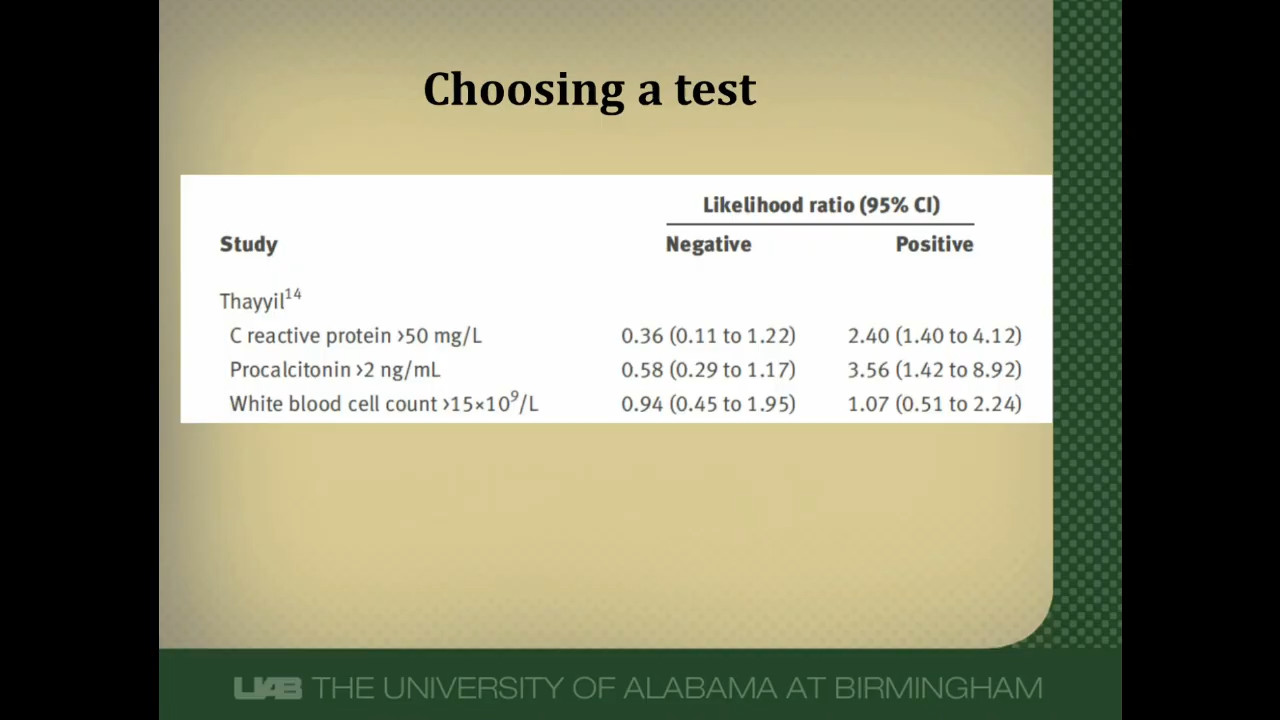 Choosing a test
Likelihood ratio (95% CI)
Study Negative Positive
Thayyil14
C reactive protein >50 mg/L 0.36 (0.11 to 1.22) 2.40 (1.40 to 4.12)
Procalcitonin >2 ng/mL 0.58 (0.29 to 1.17) 3.56 (1.42 to 8.92)
White blood cell count >15×10⁹/L 0.94 (0.45 to 1.95) 1.07 (0.51 to 2.24)
UAB THE UNIVERSITY OF ALABAMA AT BIRMINGHAM